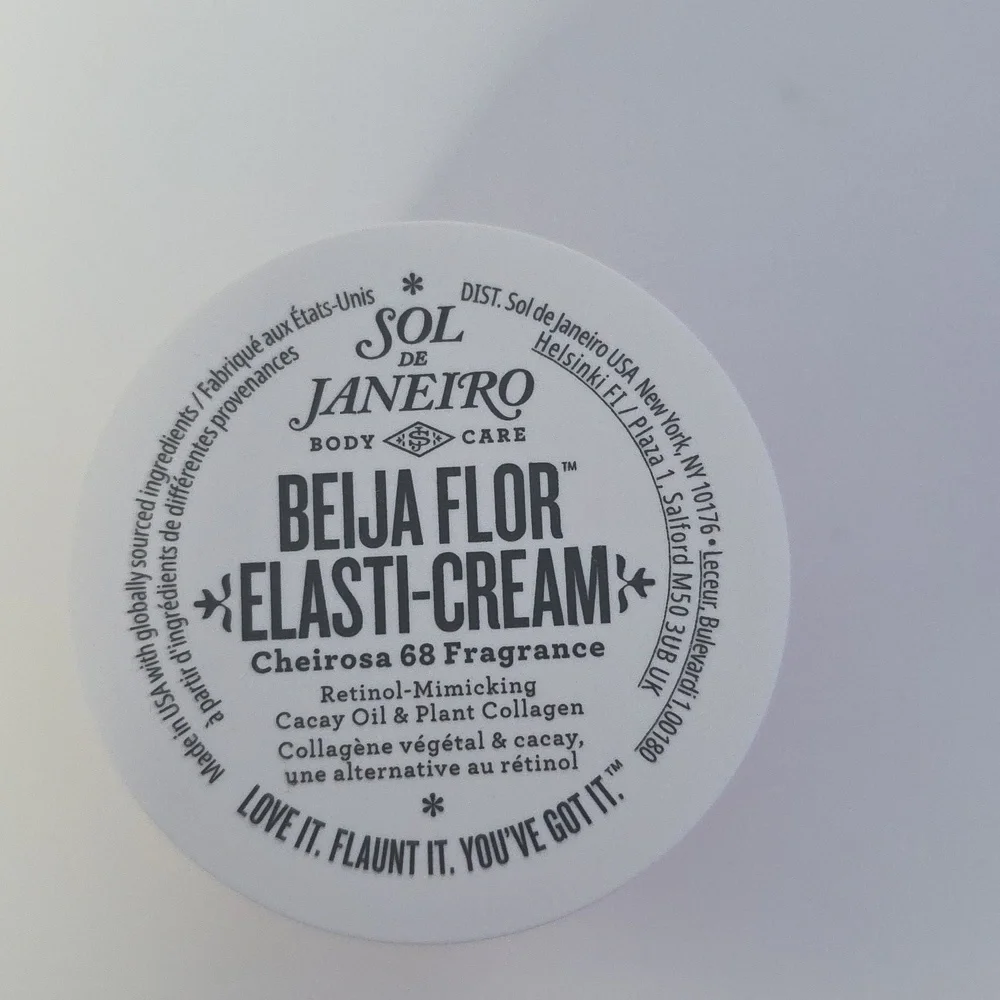 SOL
DE
JANEIRO
BODY CARE
BEIJA FLOR™
ELASTI-CREAM
Cheirosa 68 Fragrance
Retinol-Mimicking
Cacay Oil & Plant Collagen
Collagène végétal & cacay,
une alternative au rétinol
LOVE IT. FLAUNT IT. YOU'VE GOT IT.™
Made in USA with globally sourced ingredients / Fabriqué aux États-Unis
à partir d'ingrédients de différentes provenances
DIST. Sol de Janeiro USA New York, NY 10176 • Leceur, Bulevardi 1, 00180
Helsinki FI / Plaza 1, Salford M50 3UB UK